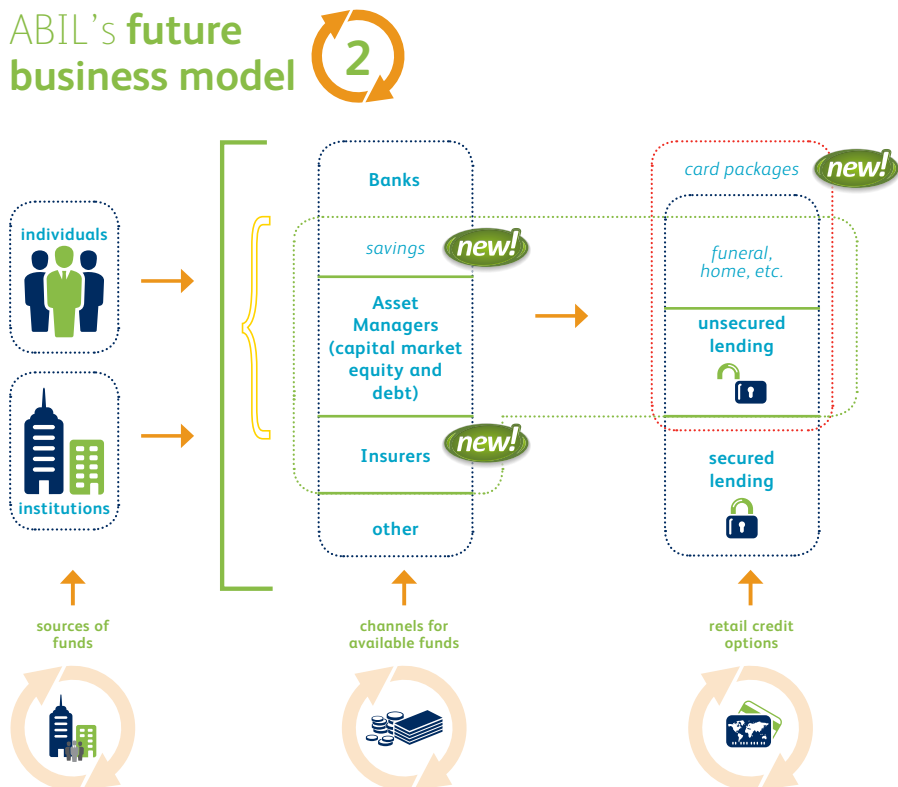 ABIL's future
business model
2
individuals
institutions
Banks
savings
new!
Asset
Managers
(capital market
equity and
debt)
Insurers
new!
other
card packages
new!
funeral,
home, etc.
unsecured
lending
secured
lending
sources of
funds
channels for
available funds
retail credit
options